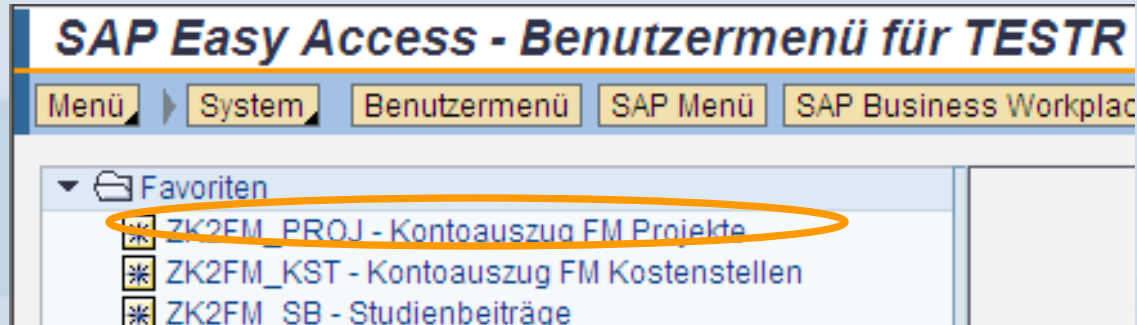 SAP Easy Access - Benutzermenü für TESTR
Menü System Benutzermenü SAP Menü SAP Business Workplac
Favoriten
ZK2FM_PROJ - Kontoauszug FM Projekte
ZK2FM_KST - Kontoauszug FM Kostenstellen
ZK2FM_SB - Studienbeiträge